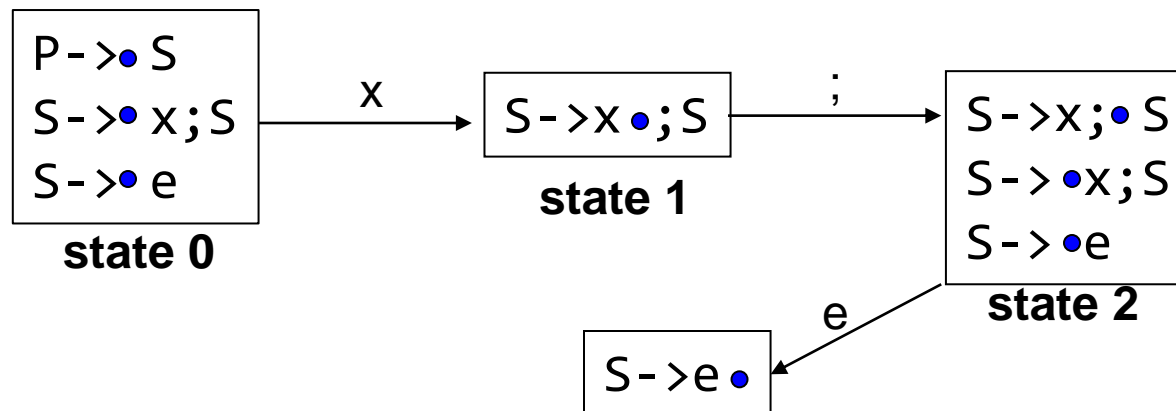 P->• S
S->• x;S
S->• e
state 0
x
S->x •;S
state 1
;
S->x;• S
S-> •x;S
S-> •e
state 2
e
S->e •